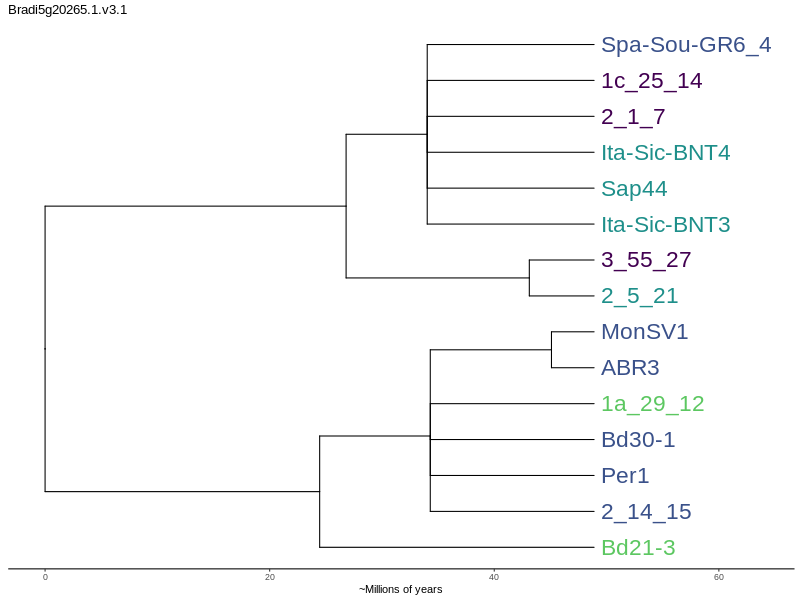 Bradi5g20265.1.v3.1
Spa-Sou-GR6_4
1c_25_14
2_1_7
Ita-Sic-BNT4
Sap44
Ita-Sic-BNT3
3_55_27
2_5_21
MonSV1
ABR3
1a_29_12
Bd30-1
Per1
2_14_15
Bd21-3
0 20 40 60
~Millions of years